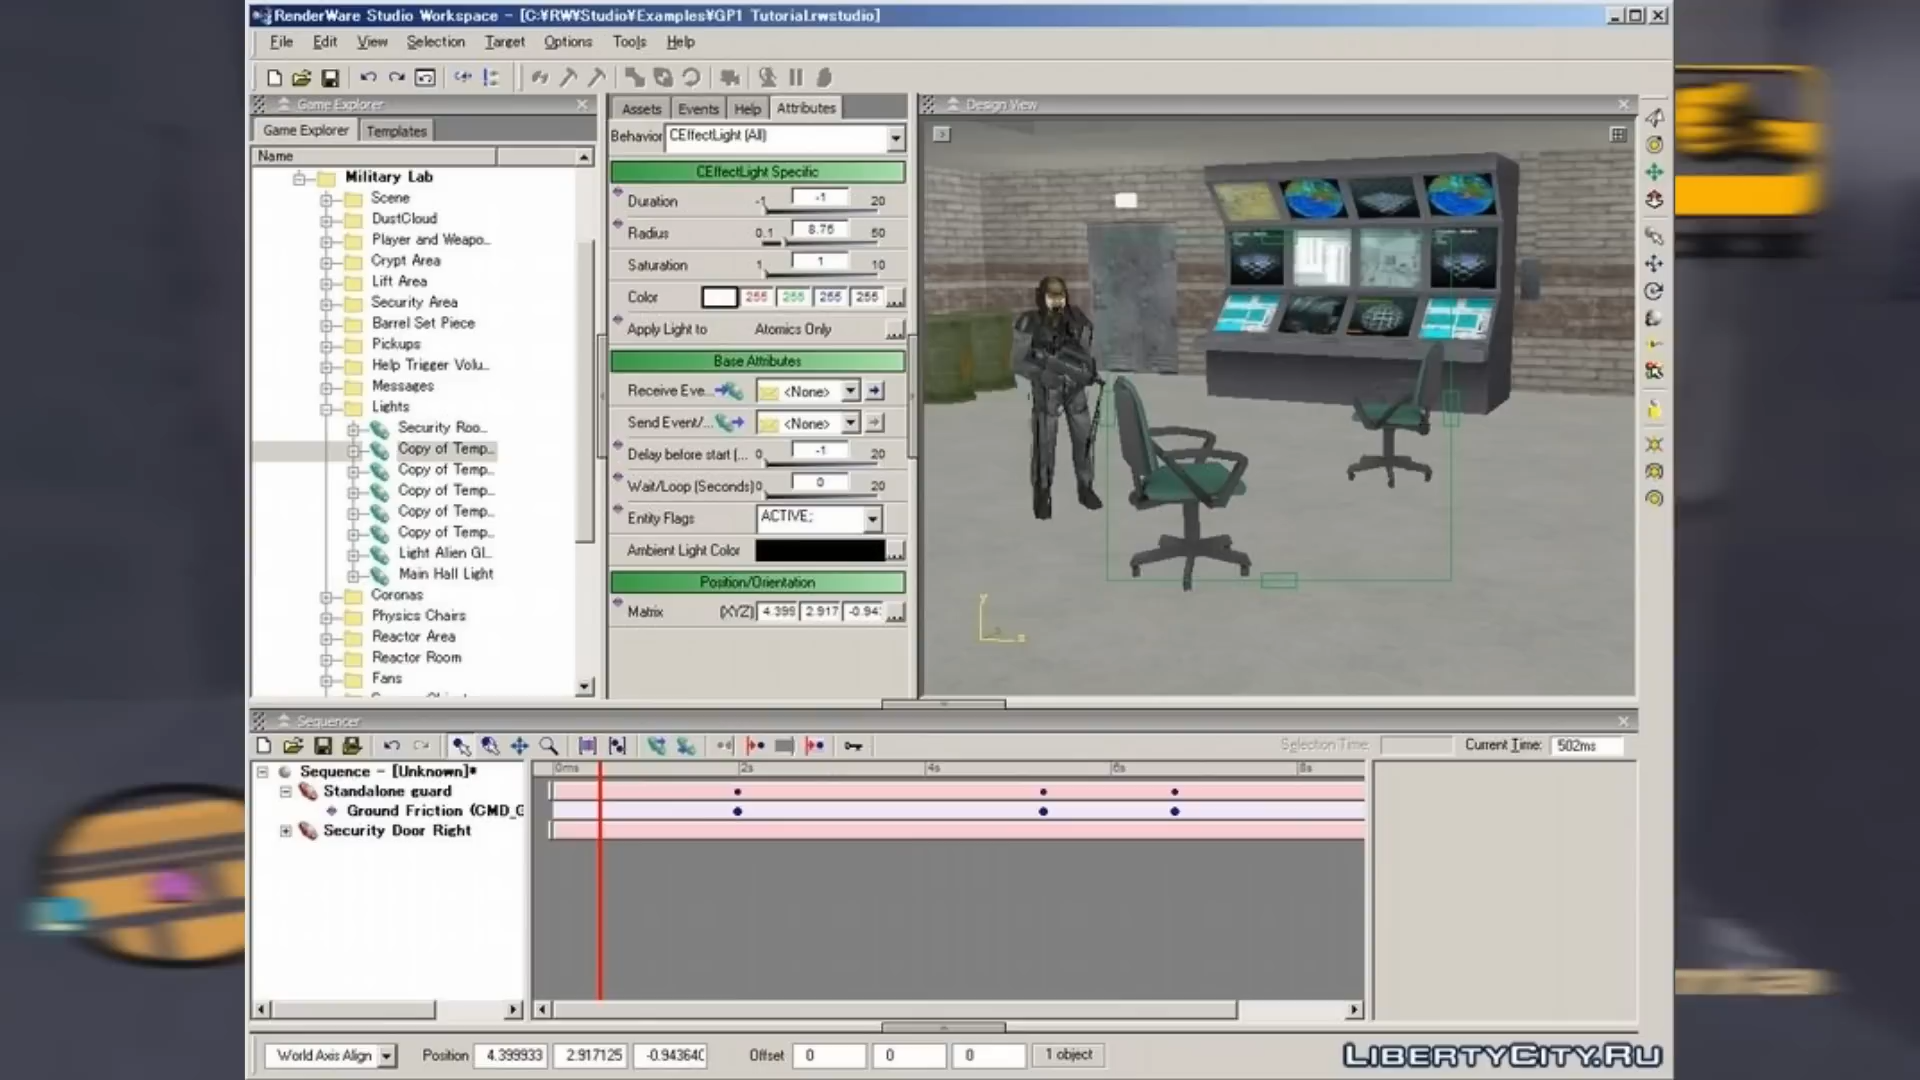 RenderWare Studio Workspace - [C:¥RW¥Studio¥Examples¥GP1 Tutorial.rwstudio]
File Edit View Selection Target Options Tools Help
Game Explorer
Game Explorer Templates
Name
Military Lab
Scene
DustCloud
Player and Weapo...
Crypt Area
Lift Area
Security Area
Barrel Set Piece
Pickups
Help Trigger Volu...
Messages
Lights
Security Roo...
Copy of Temp...
Copy of Temp...
Copy of Temp...
Copy of Temp...
Copy of Temp...
Light Alien Gl...
Main Hall Light
Coronas
Physics Chairs
Reactor Area
Reactor Room
Fans
Assets Events Help Attributes
Behavior CEffectLight (All)
CEffectLight Specific
Duration -1 -1 20
Radius 0.1 8.76 50
Saturation 1 1 10
Color 255 255 255 255 ...
Apply Light to Atomics Only ...
Base Attributes
Receive Eve... <None>
Send Event/... <None>
Delay before start (... 0 -1 20
Wait/Loop (Seconds) 0 0 20
Entity Flags ACTIVE;
Ambient Light Color ...
Position/Orientation
Matrix (XYZ) 4.399 2.917 -0.94: ...
Design View
y
x
Sequencer
Selection Time: Current Time: 502ms
Sequence - [Unknown]*
Standalone guard
Ground Friction (CMD_G
Security Door Right
0ms 2s 4s 6s 8s
World Axis Align Position 4.399933 2.917125 -0.94364( Offset 0 0 0 1 object
LIBERTYCITY.RU